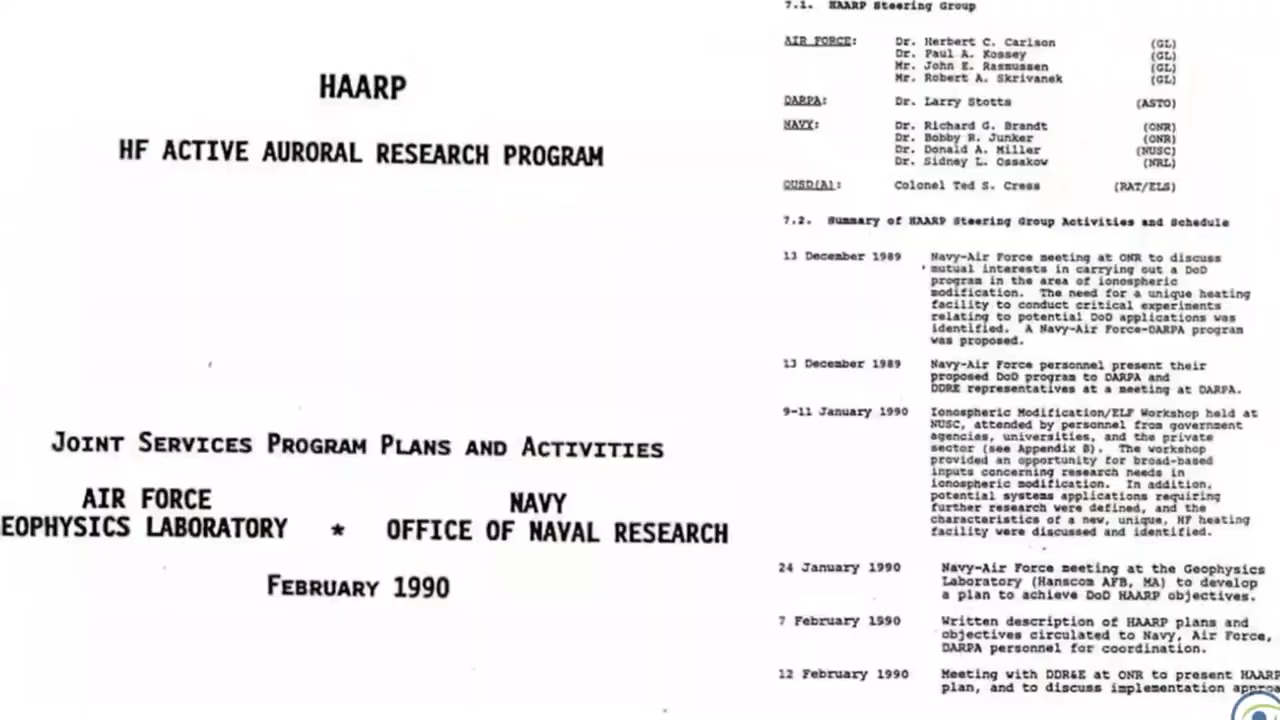 HAARP
HF ACTIVE AURORAL RESEARCH PROGRAM
JOINT SERVICES PROGRAM PLANS AND ACTIVITIES
AIR FORCE
EOPHYSICS LABORATORY
*
NAVY
OFFICE OF NAVAL RESEARCH
FEBRUARY 1990
7.1. HAARP Steering Group
AIR FORCE: Dr. Herbert C. Carlson (GL)
Dr. Paul A. Kossey (GL)
Mr. John E. Rasmussen (GL)
Mr. Robert A. Skrivanek (GL)
DARPA: Dr. Larry Stotts (ASTO)
NAVY: Dr. Richard G. Brandt (ONR)
Dr. Bobby R. Junker (ONR)
Dr. Donald A. Miller (NUSC)
Dr. Sidney L. Ossakow (NRL)
OUSD(A): Colonel Ted S. Cress (RAT/ELS)
7.2. Summary of HAARP Steering Group Activities and Schedule
13 December 1989 Navy-Air Force meeting at ONR to discuss
mutual interests in carrying out a DoD
program in the area of ionospheric
modification. The need for a unique heating
facility to conduct critical experiments
relating to potential DoD applications was
identified. A Navy-Air Force-DARPA program
was proposed.
13 December 1989 Navy-Air Force personnel present their
proposed DoD program to DARPA and
DDRE representatives at a meeting at DARPA.
9-11 January 1990 Ionospheric Modification/ELF Workshop held at
NUSC, attended by personnel from government
agencies, universities, and the private
sector (see Appendix B). The workshop
provided an opportunity for broad-based
inputs concerning research needs in
ionospheric modification. In addition,
potential systems applications requiring
further research were defined, and the
characteristics of a new, unique, HF heating
facility were discussed and identified.
24 January 1990 Navy-Air Force meeting at the Geophysics
Laboratory (Hanscom AFB, MA) to develop
a plan to achieve DoD HAARP objectives.
7 February 1990 Written description of HAARP plans and
objectives circulated to Navy, Air Force,
DARPA personnel for coordination.
12 February 1990 Meeting with DDR&E at ONR to present HAARP
plan, and to discuss implementation